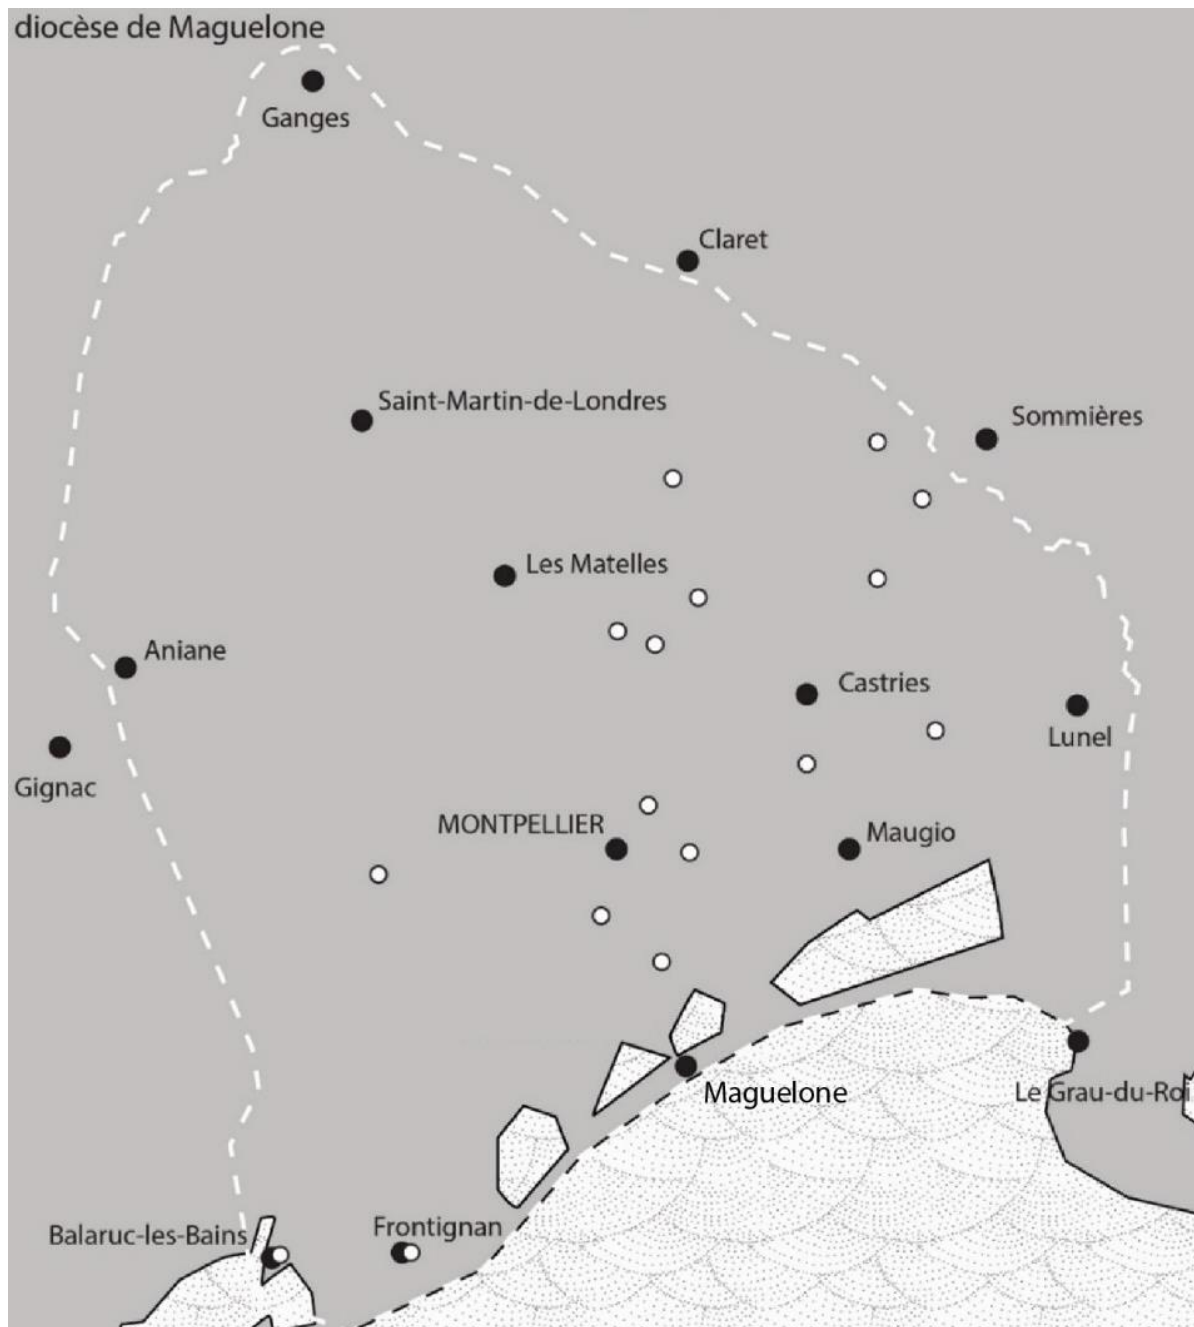 diocèse de Maguelone
Ganges
Claret
Saint-Martin-de-Londres
Sommières
Les Matelles
Aniane
Castries
Lunel
Gignac
MONTPELLIER
Maugio
Maguelone
Le Grau-du-Roi
Balaruc-les-Bains
Frontignan